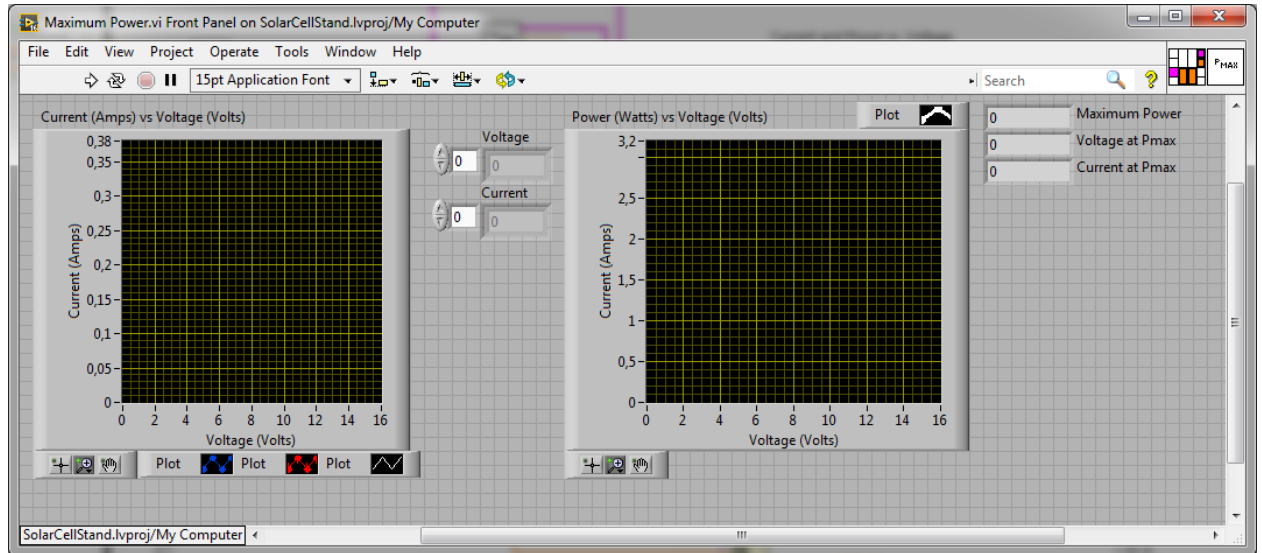 Maximum Power.vi Front Panel on SolarCellStand.lvproj/My Computer
File Edit View Project Operate Tools Window Help
15pt Application Font
Search
PMAX
Current (Amps) vs Voltage (Volts)
0,38
0,35
0,3
0,25
0,2
0,15
0,1
0,05
0
Current (Amps)
0 2 4 6 8 10 12 14 16
Voltage (Volts)
Plot Plot Plot
Voltage
0 0
Current
0 0
Power (Watts) vs Voltage (Volts)
Plot
3,2
2,5
2
1,5
1
0,5
0
Current (Amps)
0 2 4 6 8 10 12 14 16
Voltage (Volts)
0 Maximum Power
0 Voltage at Pmax
0 Current at Pmax
SolarCellStand.lvproj/My Computer